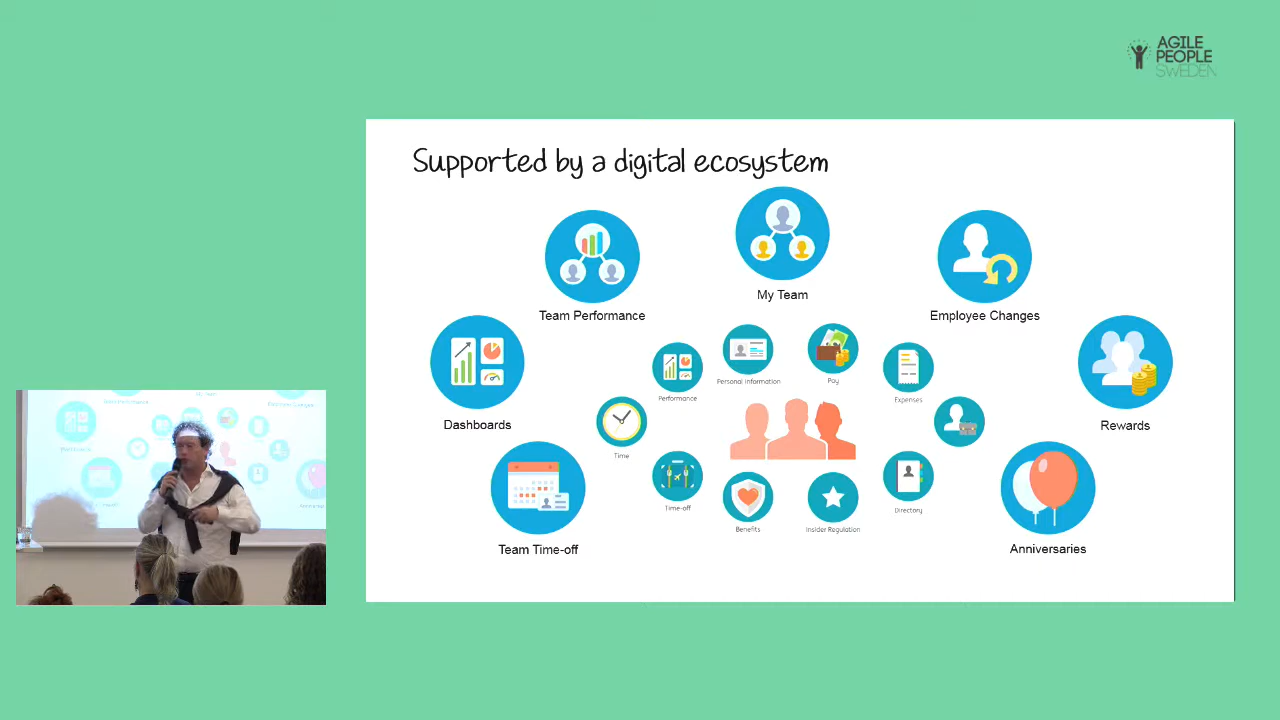 AGILE
PEOPLE
SWEDEN
Supported by a digital ecosystem
My Team
Team Performance
Employee Changes
Personal information
Pay
Performance
Expenses
Dashboards
Rewards
Time
Time-off
Directory
Benefits
Insider Regulation
Team Time-off
Anniversaries